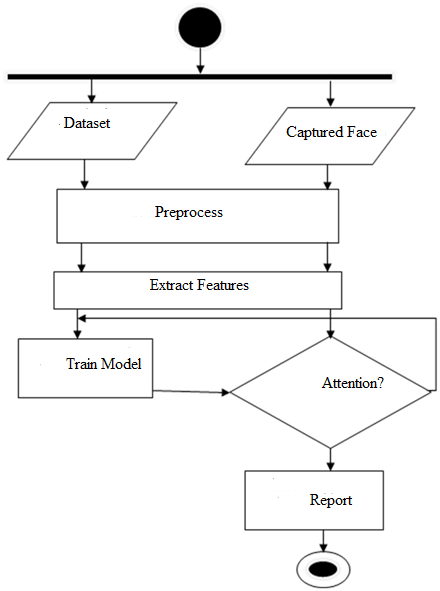 Dataset
Captured Face
Preprocess
Extract Features
Train Model
Attention?
Report